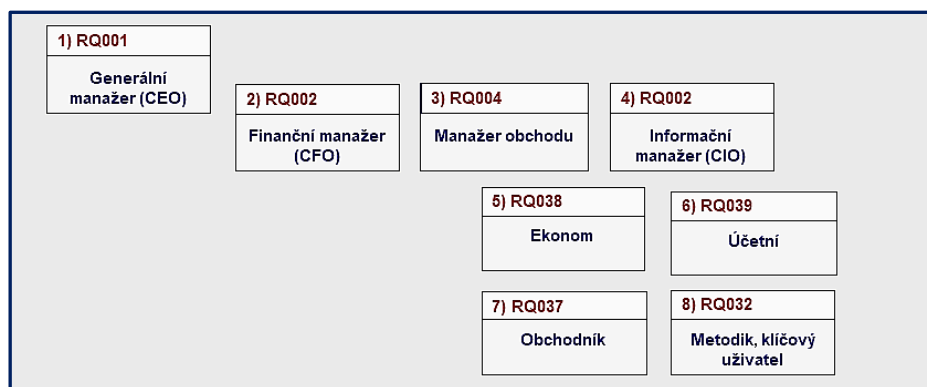 1) RQ001
Generální
manažer (CEO)
2) RQ002
Finanční manažer
(CFO)
3) RQ004
Manažer obchodu
4) RQ002
Informační
manažer (CIO)
5) RQ038
Ekonom
6) RQ039
Účetní
7) RQ037
Obchodník
8) RQ032
Metodik, klíčový
uživatel